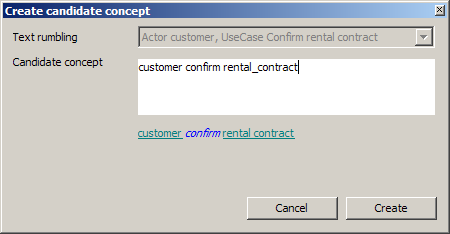 Create candidate concept
Text rumbling
Actor customer, UseCase Confirm rental contract
Candidate concept
customer confirm rental_contract
customer confirm rental contract
Cancel
Create